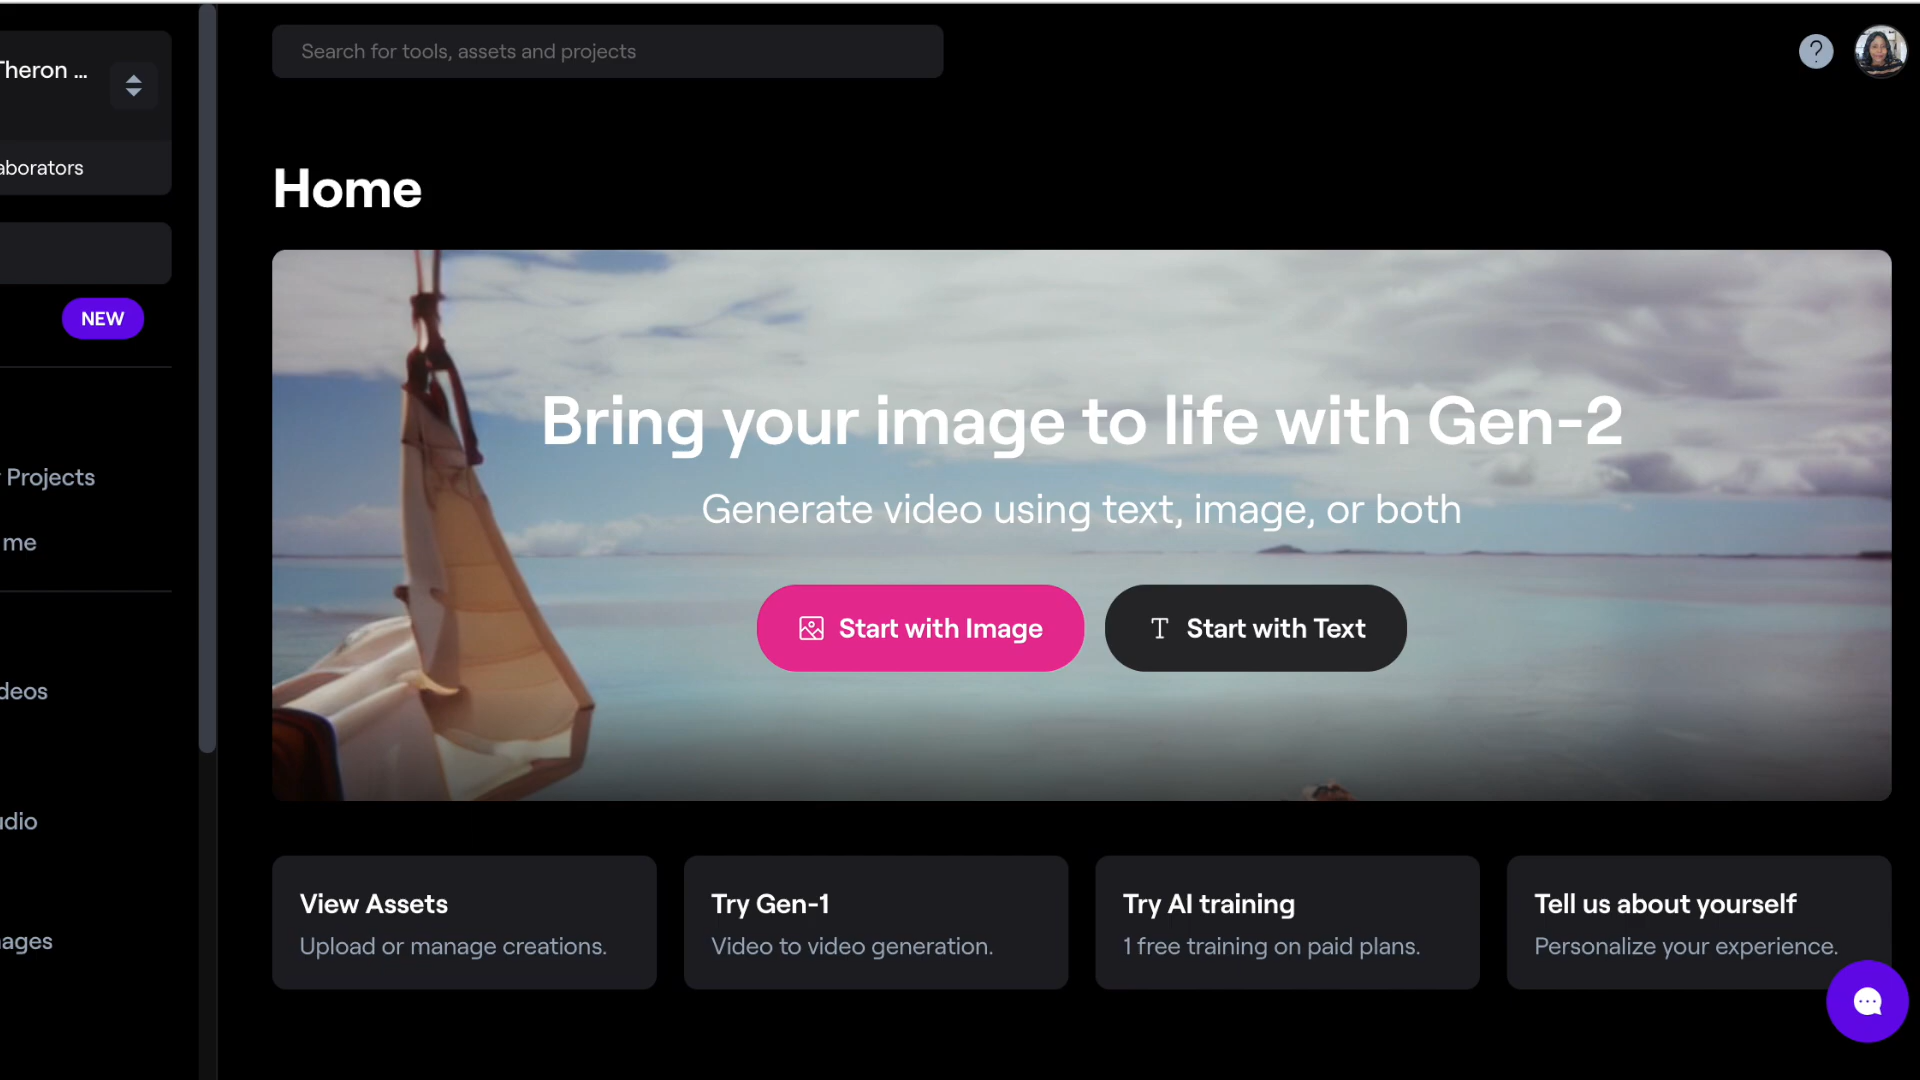 Theron ...
aborators
NEW
Projects
me
deos
udio
ages
Search for tools, assets and projects
?
Home
Bring your image to life with Gen-2
Generate video using text, image, or both
Start with Image
T Start with Text
View Assets
Upload or manage creations.
Try Gen-1
Video to video generation.
Try AI training
1 free training on paid plans.
Tell us about yourself
Personalize your experience.